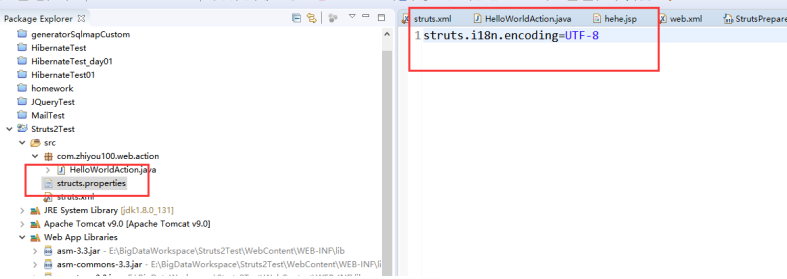 Package Explorer
generatorSqlmapCustom
HibernateTest
HibernateTest_day01
HibernateTest01
homework
JQueryTest
MailTest
Struts2Test
src
com.zhiyou100.web.action
HelloWorldAction.java
structs.properties
struts.xml
JRE System Library [jdk1.8.0_131]
Apache Tomcat v9.0 [Apache Tomcat v9.0]
Web App Libraries
asm-3.3.jar - E:\BigDataWorkspace\Struts2Test\WebContent\WEB-INF\lib
asm-commons-3.3.jar - E:\BigDataWorkspace\Struts2Test\WebContent\WEB-INF\li
struts.xml
HelloWorldAction.java
hehe.jsp
web.xml
StrutsPrepare
1 struts.i18n.encoding=UTF-8